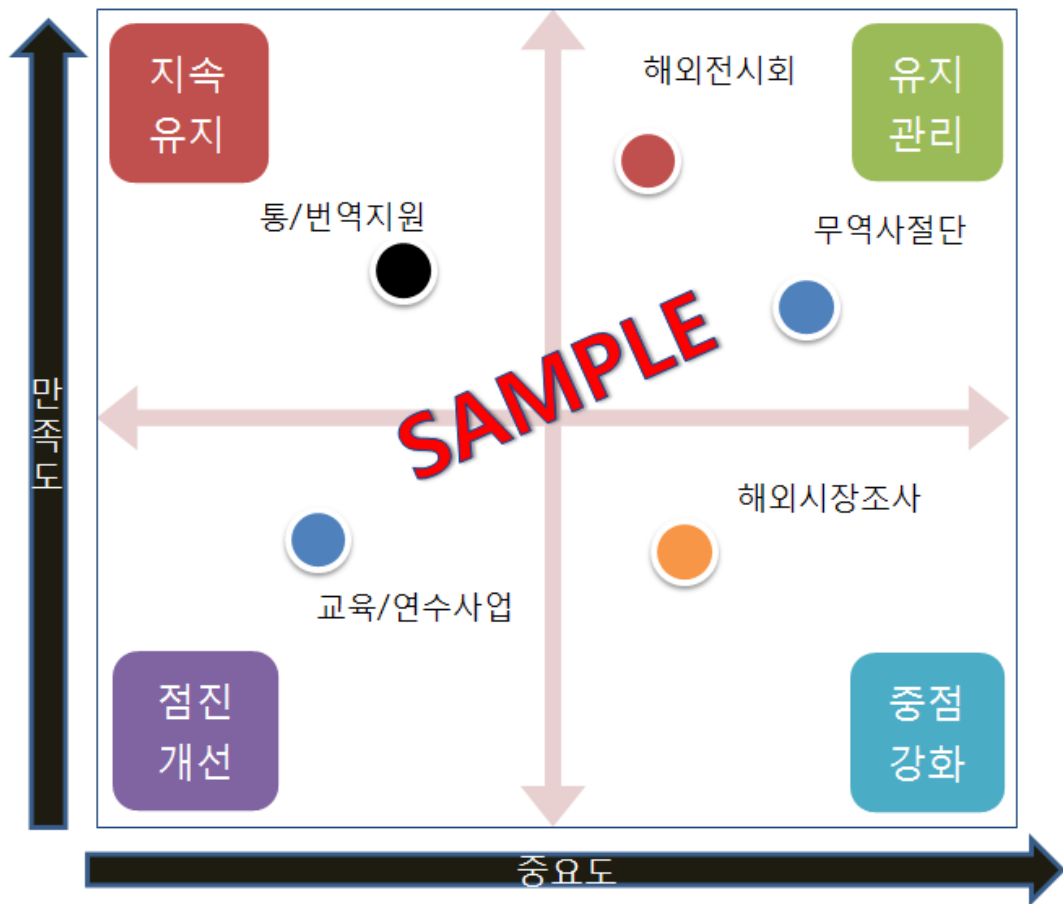 지속
유지
해외전시회
유지
관리
통/번역지원
무역사절단
SAMPLE
만족도
해외시장조사
교육/연수사업
점진
개선
중점
강화
중요도